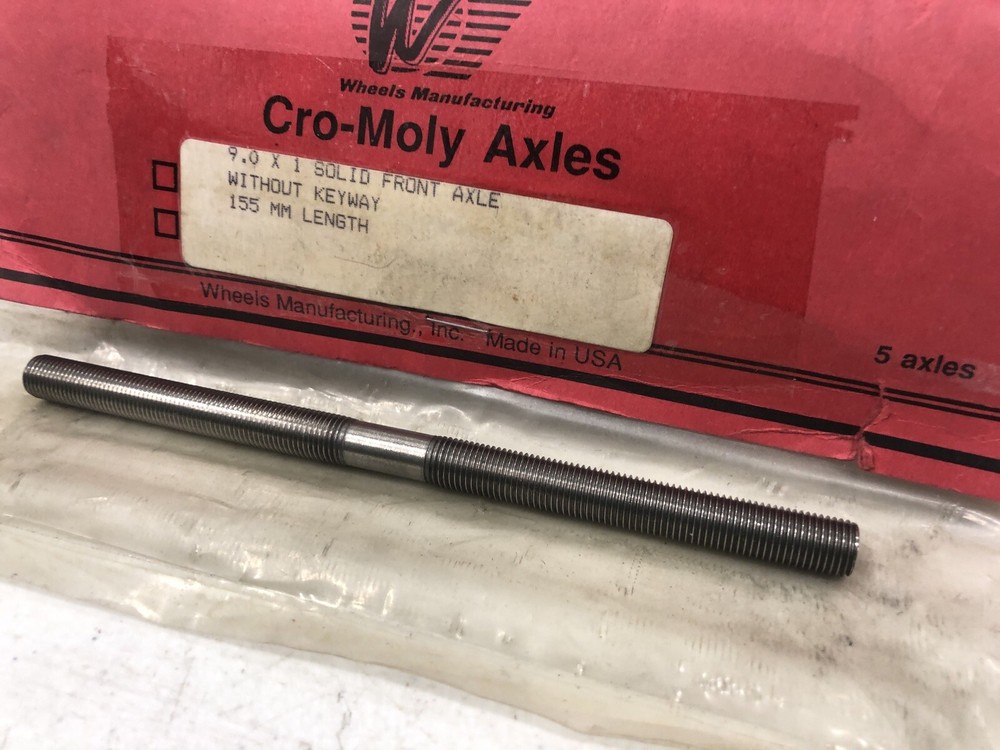 W
Wheels Manufacturing
Cro-Moly Axles
9.0 X 1 SOLID FRONT AXLE
WITHOUT KEYWAY
155 MM LENGTH
Wheels Manufacturing., Inc. - Made in USA
5 axles